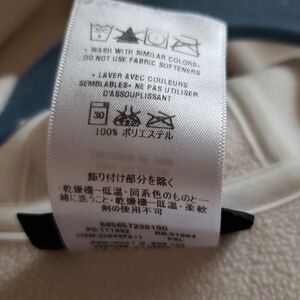 • WASH WITH SIMILAR COLORS•
DO NOT USE FABRIC SOFTENERS
• LAVER AVEC COULEURS
SEMBLABLES• NE PAS UTILISER
D'ASSOUPLISSANT
30
100% ポリエステル
飾り付け部分を除く
・乾燥機ー低温・同系色のものと
一緒に洗うこと・乾燥ー低温・柔軟
剤の使用不可
PO:111352